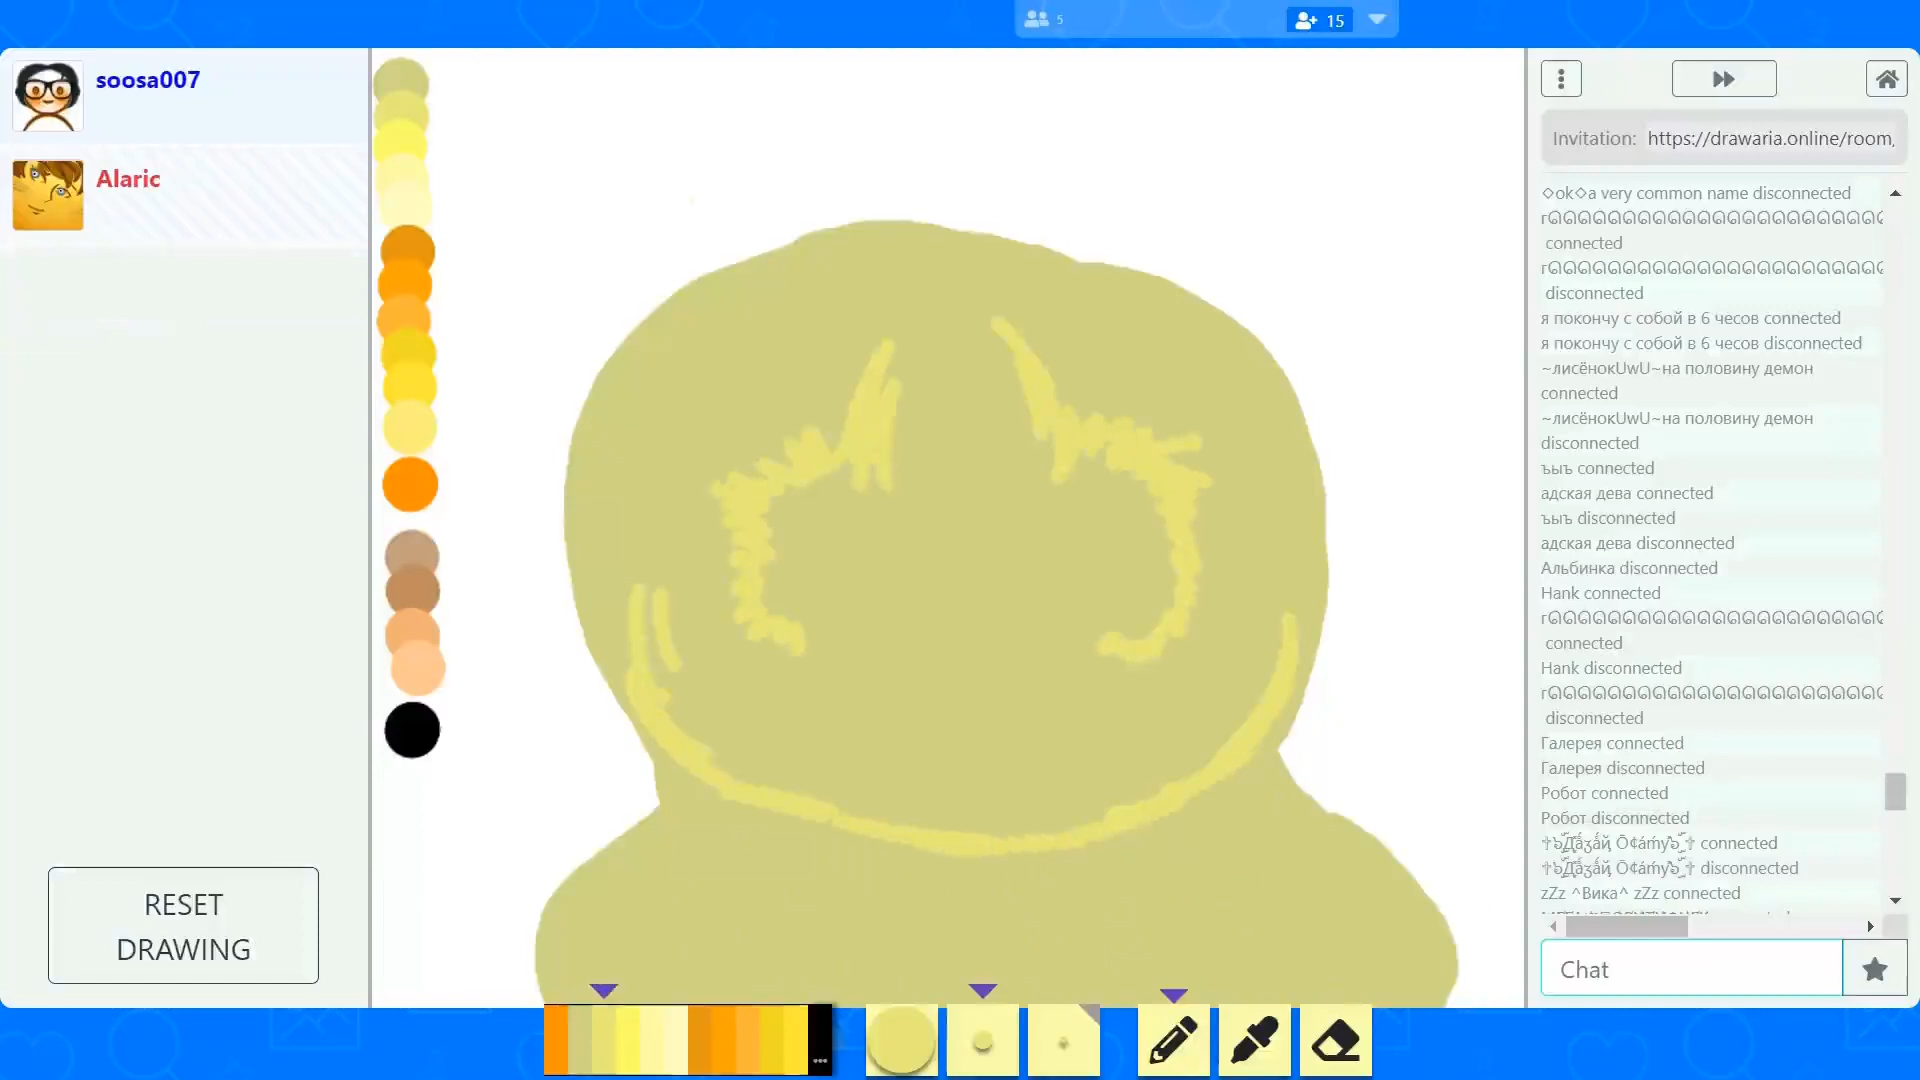 5
15
soosa007
Alaric
RESET
DRAWING
Invitation: https://drawaria.online/room,
◇ok◇a very common name disconnected
connected
disconnected
я покончу с собой в 6 чесов connected
я покончу с собой в 6 чесов disconnected
~лисёнокUwU~на половину демон
connected
~лисёнокUwU~на половину демон
disconnected
ъыъ connected
адская дева connected
ъыъ disconnected
адская дева disconnected
Альбинка disconnected
Hank connected
connected
Hank disconnected
disconnected
Галерея connected
Галерея disconnected
Робот connected
Робот disconnected
connected
disconnected
zZz ^Вика^ zZz connected
Chat